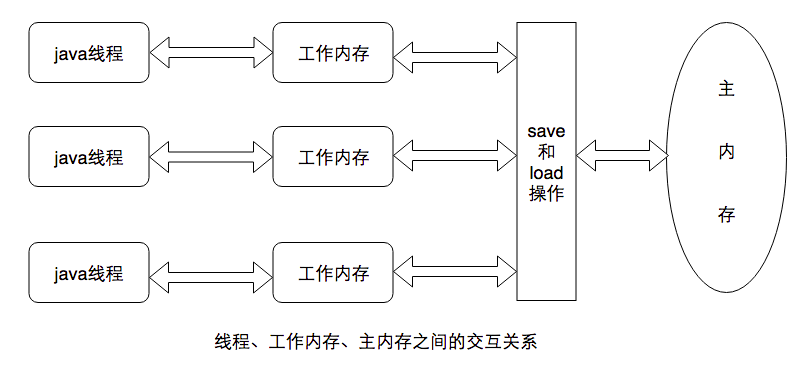 java线程
工作内存
java线程
工作内存
java线程
工作内存
save
和
load
操作
主
内
存
线程、工作内存、主内存之间的交互关系